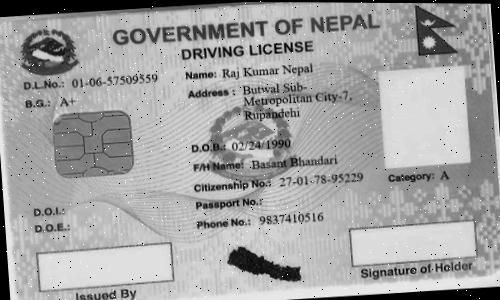 GOVERNMENT OF NEPAL
DRIVING LICENSE
D.L.No.: 01-06-57509559
B.G.: A+
Name: Raj Kumar Nepal
Address : Butwal Sub-
Metropolitan City-7,
Rupandehi
D.O.B.: 02/24/1990
F/H Name: Basant Bhandari
Citizenship No.: 27-01-78-95229
Passport No.:
Phone No.: 9837410516
Category: A
D.O.I.:
D.O.E.:
Issued By
Signature of Holder